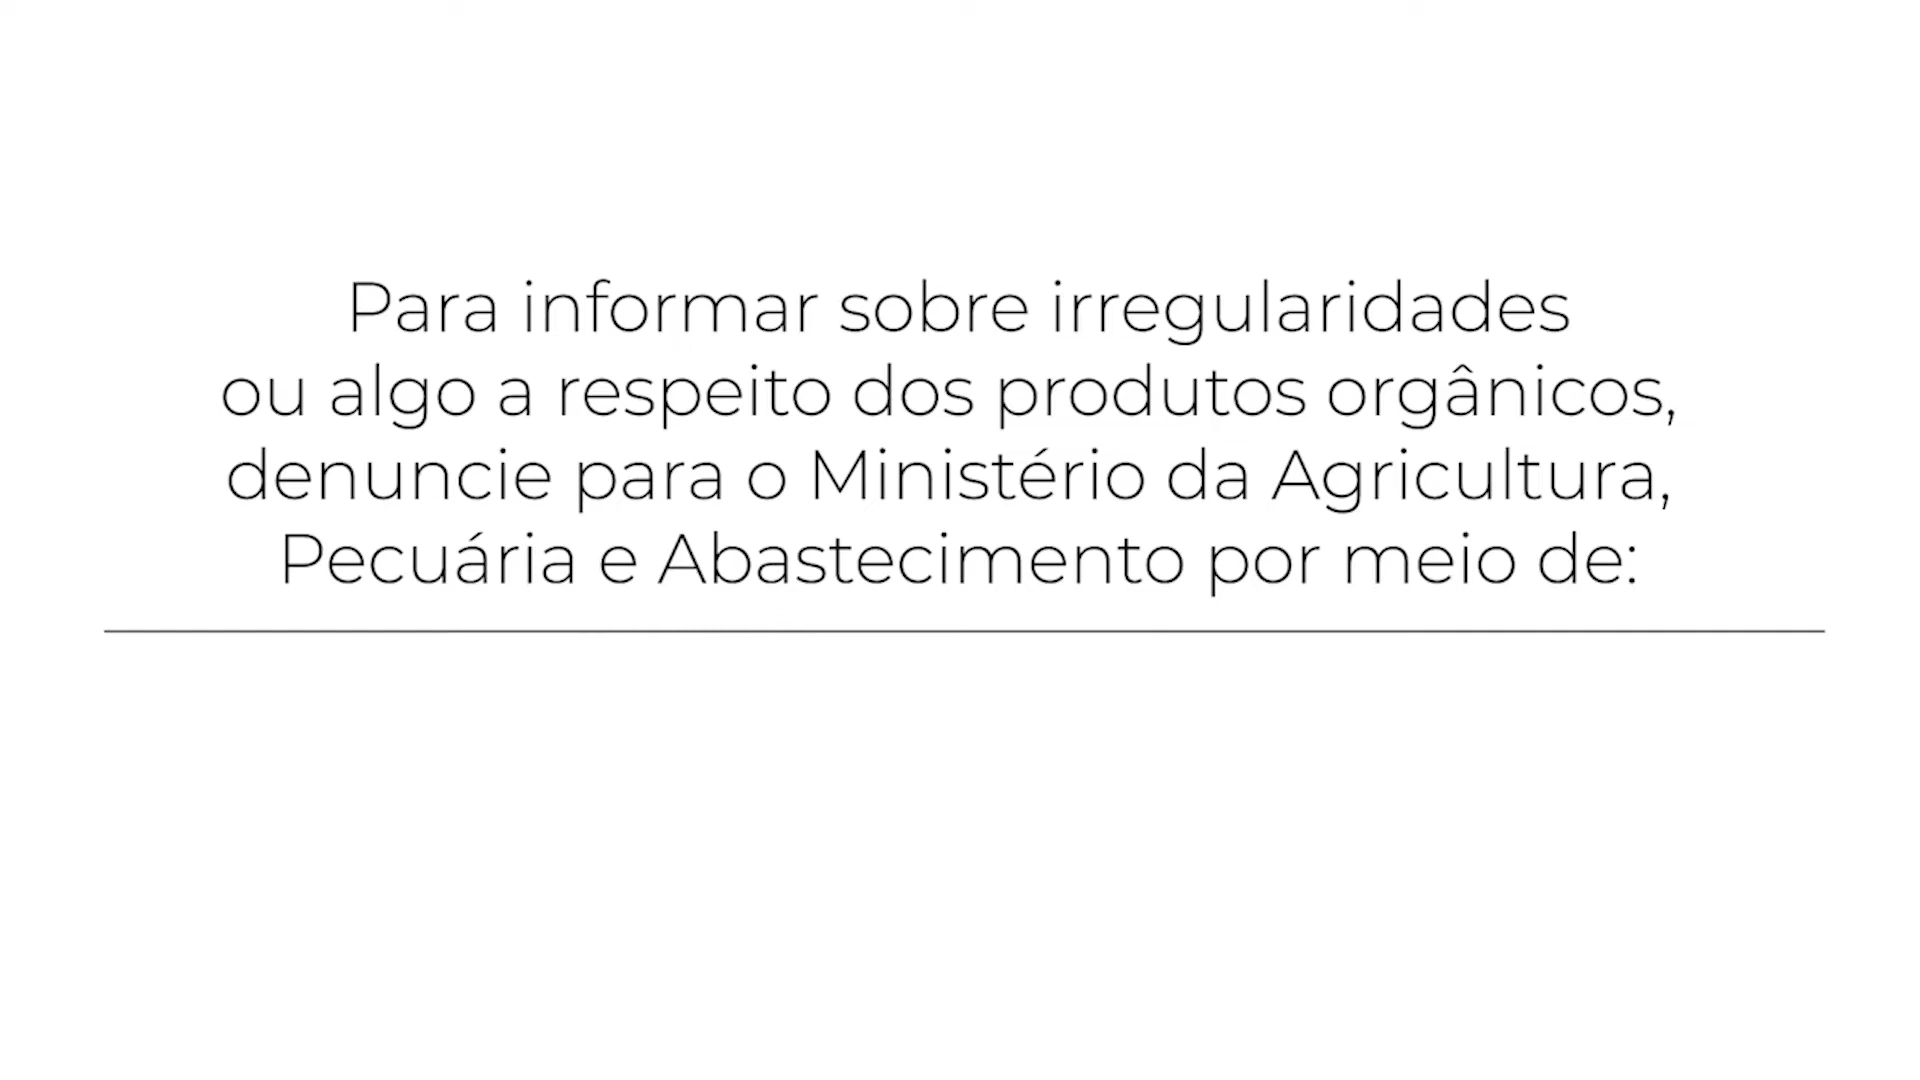 Para informar sobre irregularidades
ou algo a respeito dos produtos orgânicos,
denuncie para o Ministério da Agricultura,
Pecuária e Abastecimento por meio de: